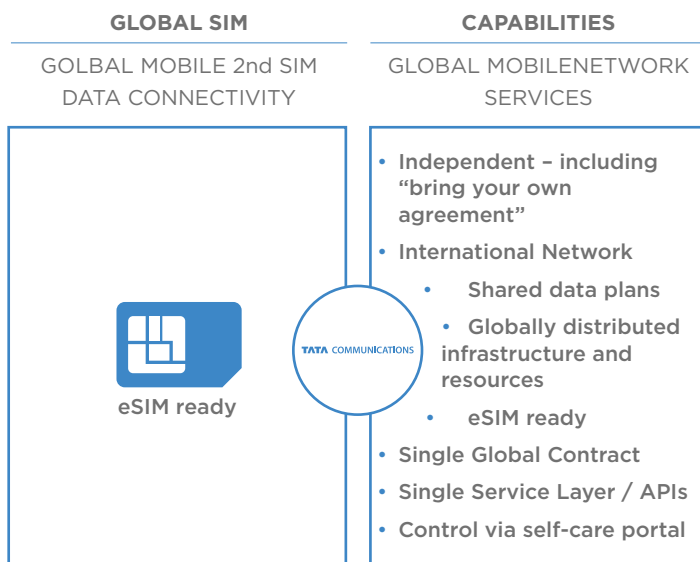 GLOBAL SIM
GOLBAL MOBILE 2nd SIM
DATA CONNECTIVITY
eSIM ready
TATA COMMUNICATIONS
CAPABILITIES
GLOBAL MOBILENETWORK
SERVICES
• Independent – including
“bring your own
agreement”
• International Network
• Shared data plans
• Globally distributed
infrastructure and
resources
• eSIM ready
• Single Global Contract
• Single Service Layer / APIs
• Control via self-care portal